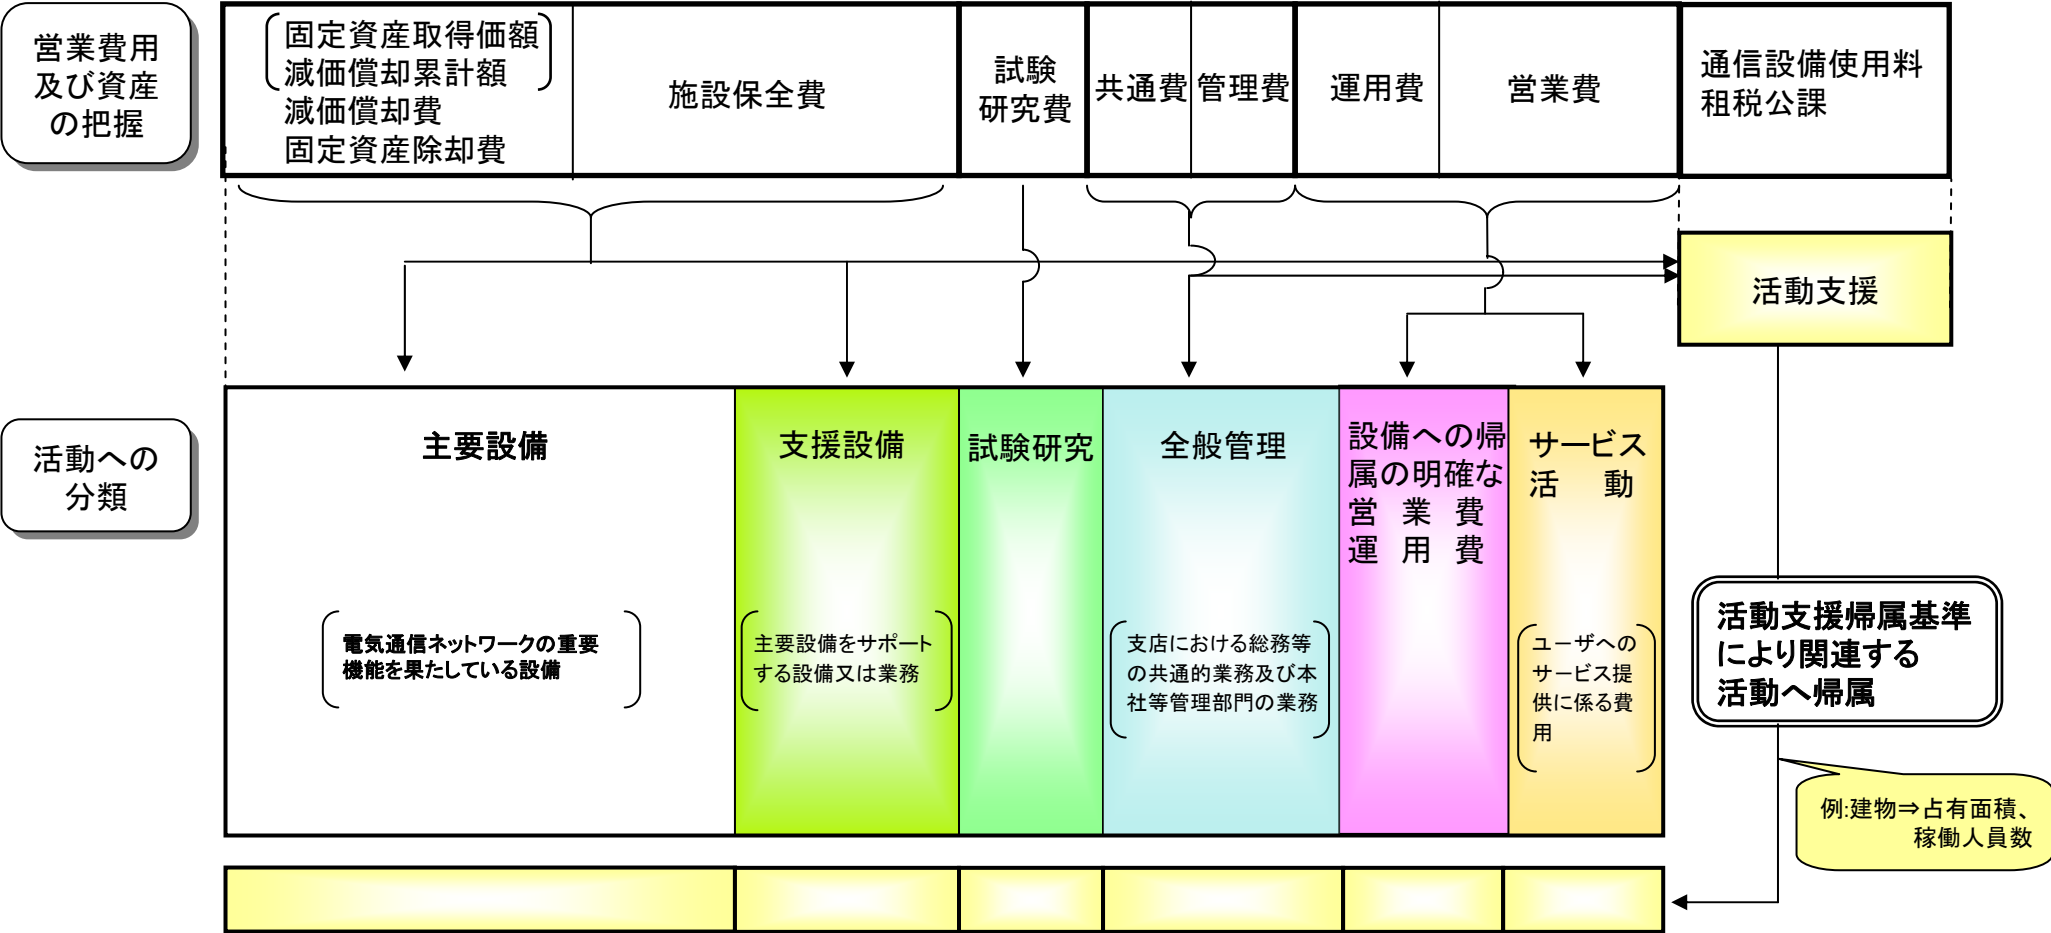 営業費用
及び資産
の把握
固定資産取得価額
減価償却累計額
減価償却費
固定資産除却費
施設保全費
試験
研究費
共通費
管理費
運用費
営業費
通信設備使用料
租税公課
活動支援
活動への
分類
主要設備
電気通信ネットワークの重要
機能を果たしている設備
支援設備
主要設備をサポート
する設備又は業務
試験研究
全般管理
支店における総務等
の共通的業務及び本
社等管理部門の業務
設備への帰
属の明確な
営 業 費
運 用 費
サービス
活 動
ユーザへの
サービス提
供に係る費
用
活動支援帰属基準
により関連する
活動へ帰属
例:建物⇒占有面積、
稼働人員数